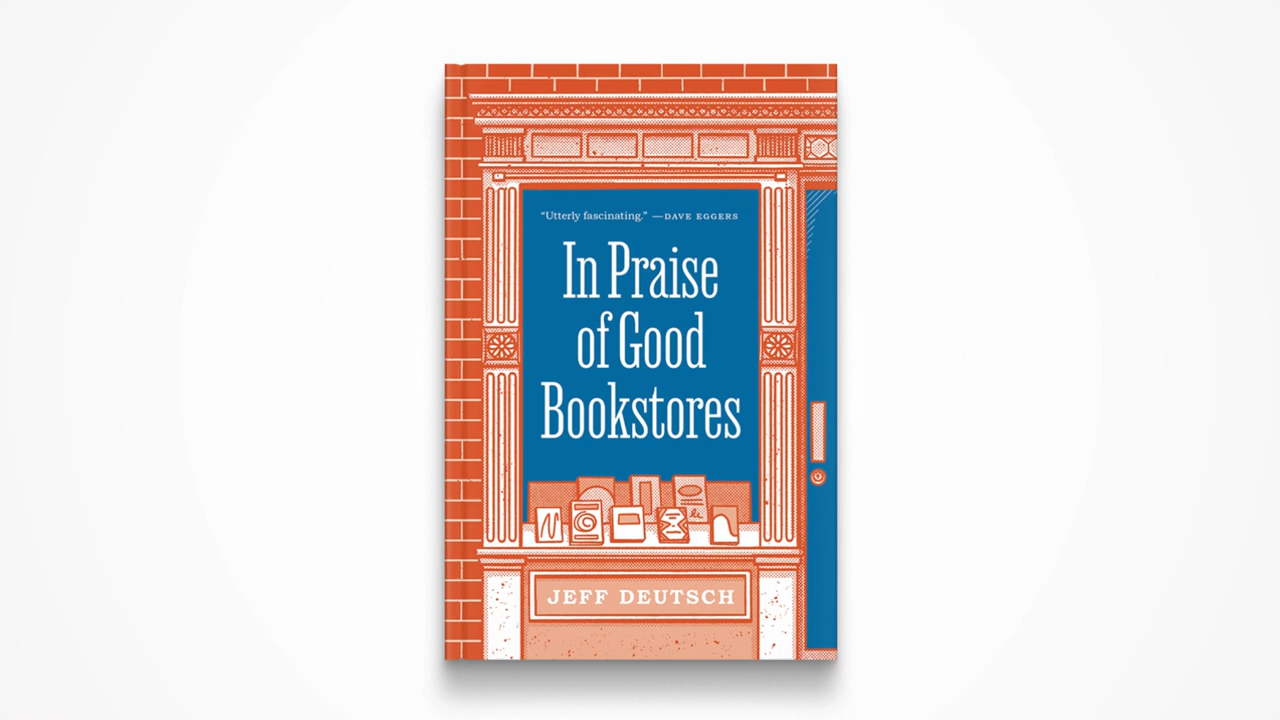 “Utterly fascinating.” —DAVE EGGERS
In Praise
of Good
Bookstores
JEFF DEUTSCH